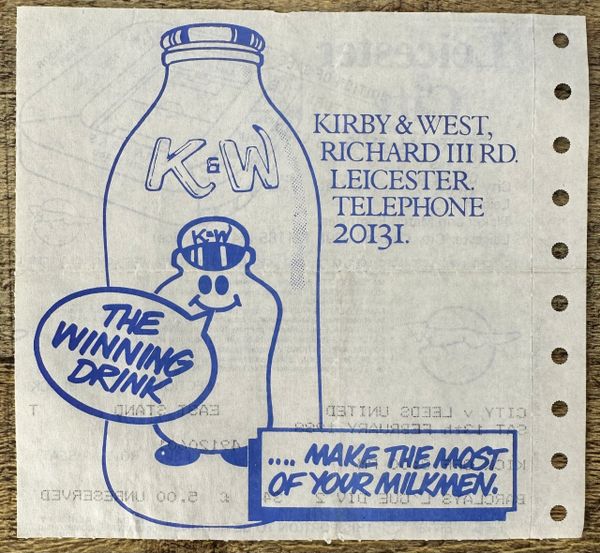 K&W
KIRBY & WEST,
RICHARD III RD.
LEICESTER.
TELEPHONE
20131.
K&W
THE
WINNING
DRINK
.... MAKE THE MOST
OF YOUR MILKMEN.